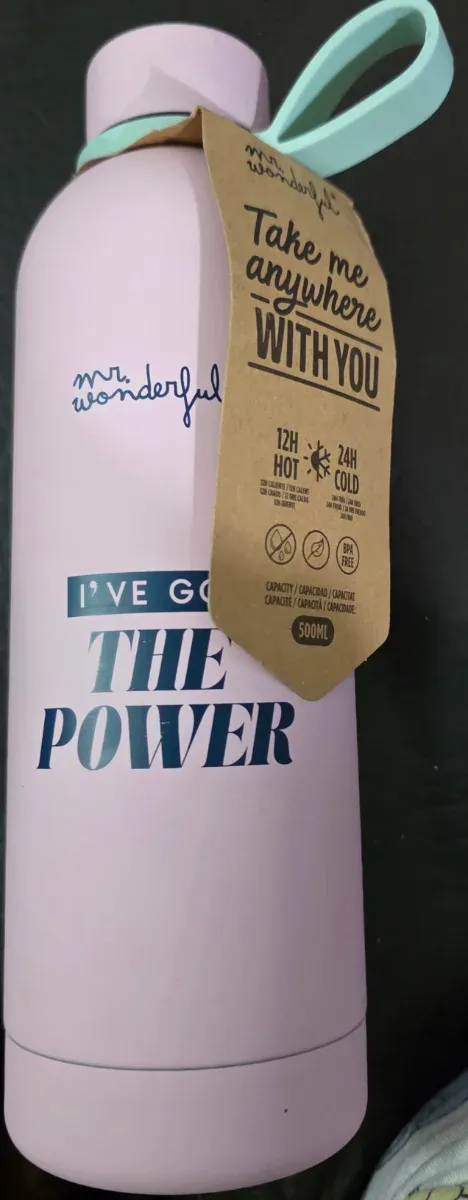 mr.
wonderful
Take me
anywhere
WITH YOU
12H
HOT
24H
COLD
BPA
FREE
CAPACITY / CAPACIDAD / CAPACITAT
CAPACITÉ / CAPACITÀ / CAPACIDADE:
500ML
mr.
wonderful
I'VE GO
THE
POWER